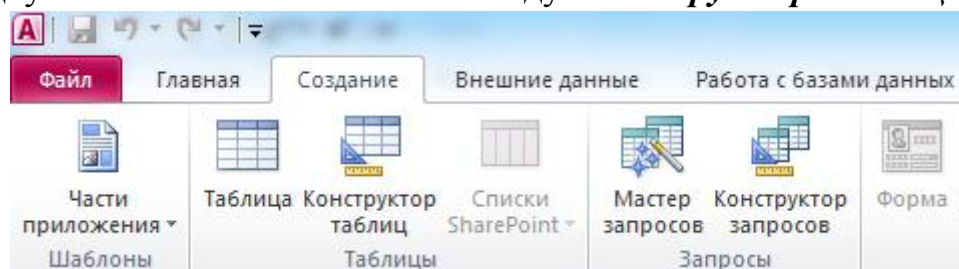 Файл Главная Создание Внешние данные Работа с базами данных
Части приложения Таблица Конструктор таблиц Списки SharePoint Мастер запросов Конструктор запросов Форма
Шаблоны Таблицы Запросы